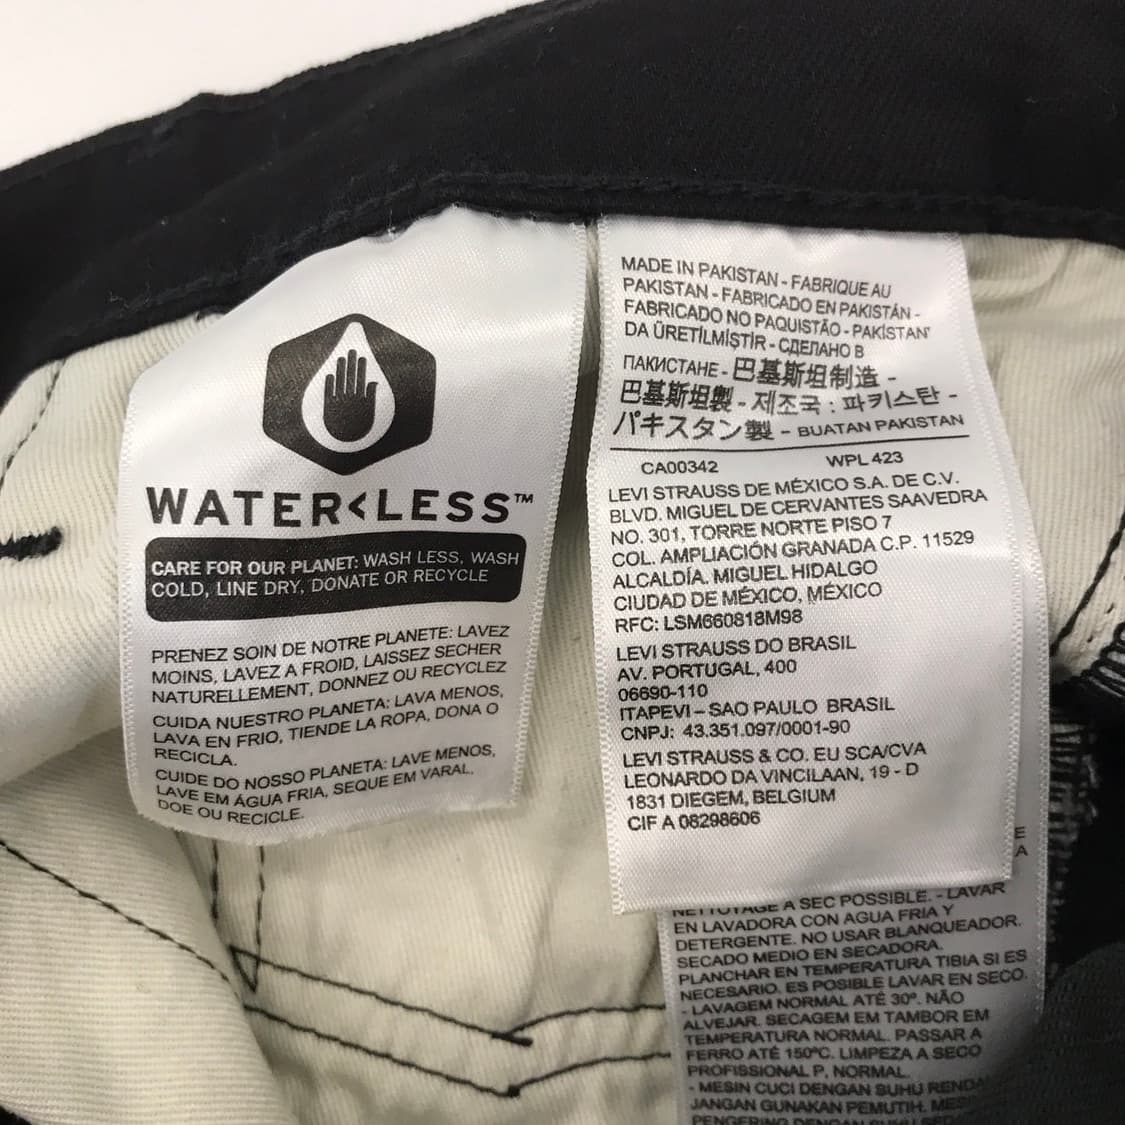 WATER<LESS™
CARE FOR OUR PLANET: WASH LESS, WASH
COLD, LINE DRY, DONATE OR RECYCLE
PRENEZ SOIN DE NOTRE PLANETE: LAVEZ
MOINS, LAVEZ A FROID, LAISSEZ SECHER
NATURELLEMENT, DONNEZ OU RECYCLEZ
CUIDA NUESTRO PLANETA: LAVA MENOS,
LAVA EN FRIO, TIENDE LA ROPA, DONA O
RECICLA.
CUIDE DO NOSSO PLANETA: LAVE MENOS,
LAVE EM ÁGUA FRIA, SEQUE EM VARAL,
DOE OU RECICLE.
MADE IN PAKISTAN - FABRIQUE AU
PAKISTAN - FABRICADO EN PAKISTÁN -
FABRICADO NO PAQUISTÃO - PAKİSTAN'
DA ÜRETİLMİŞTİR - СДЕЛАНО В
ПАКИСТАНЕ - 巴基斯坦制造 -
巴基斯坦製 - 제조국 : 파키스탄 -
パキスタン製 - BUATAN PAKISTAN
CA00342 WPL 423
LEVI STRAUSS DE MÉXICO S.A. DE C.V.
BLVD. MIGUEL DE CERVANTES SAAVEDRA
NO. 301, TORRE NORTE PISO 7
COL. AMPLIACIÓN GRANADA C.P. 11529
ALCALDÍA. MIGUEL HIDALGO
CIUDAD DE MÉXICO, MÉXICO
RFC: LSM660818M98
LEVI STRAUSS DO BRASIL
AV. PORTUGAL, 400
06690-110
ITAPEVI – SAO PAULO BRASIL
CNPJ: 43.351.097/0001-90
LEVI STRAUSS & CO. EU SCA/CVA
LEONARDO DA VINCILAAN, 19 - D
1831 DIEGEM, BELGIUM
CIF A 08298606
E
A
NETTOYAGE A SEC POSSIBLE. - LAVAR
EN LAVADORA CON AGUA FRIA Y
DETERGENTE. NO USAR BLANQUEADOR.
SECADO MEDIO EN SECADORA.
PLANCHAR EN TEMPERATURA TIBIA SI ES
NECESARIO. ES POSIBLE LAVAR EN SECO.
- LAVAGEM NORMAL ATÉ 30º. NÃO
ALVEJAR. SECAGEM EM TAMBOR EM
TEMPERATURA NORMAL. PASSAR A
FERRO ATÉ 150ºC. LIMPEZA A SECO
PROFISSIONAL P, NORMAL.
- MESIN CUCI DENGAN SUHU
JANGAN GUNAKAN PEMUTIH.
PENGERING DENGAN